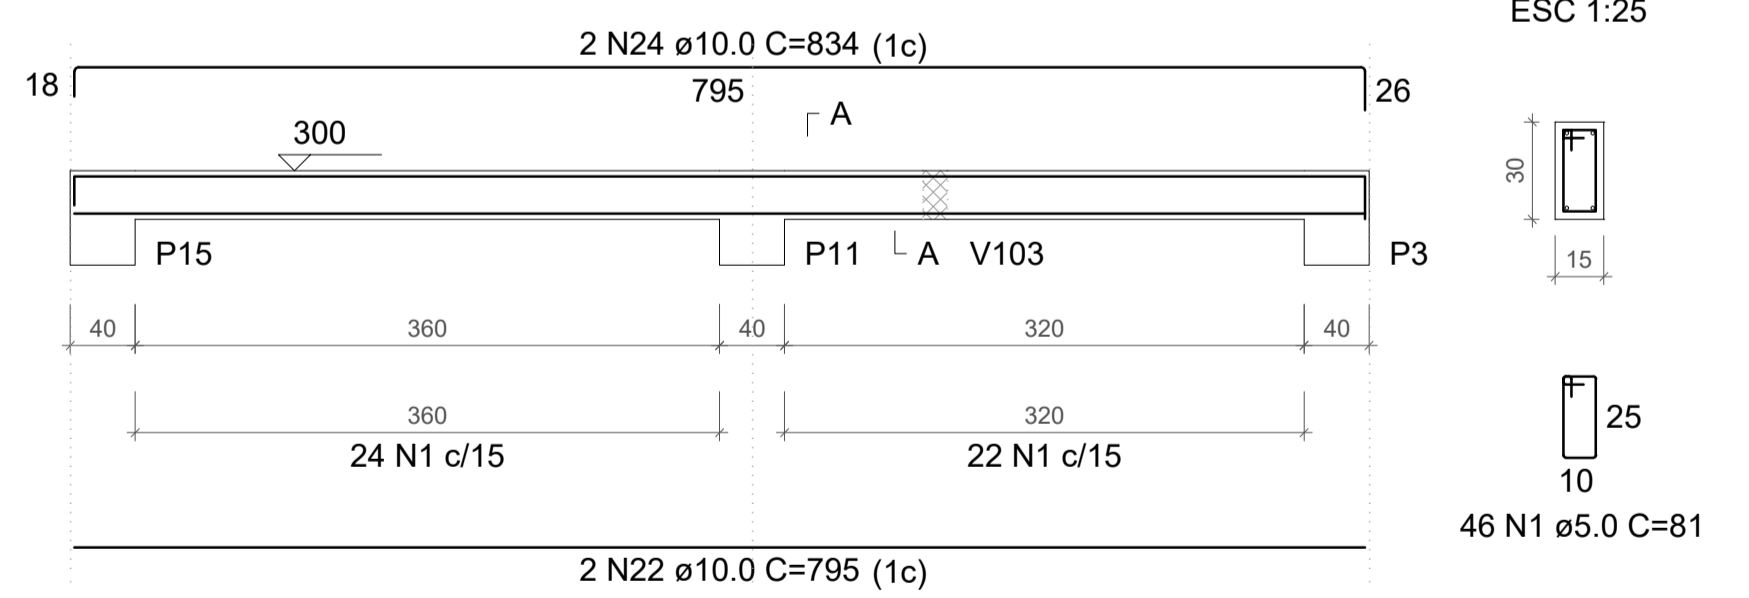 ESC 1:25
2 N24 ø10.0 C=834 (1c)
18
795
26
A
300
30
P15
P11
A
V103
P3
15
40
360
40
320
40
360
320
24 N1 c/15
22 N1 c/15
25
10
46 N1 ø5.0 C=81
2 N22 ø10.0 C=795 (1c)